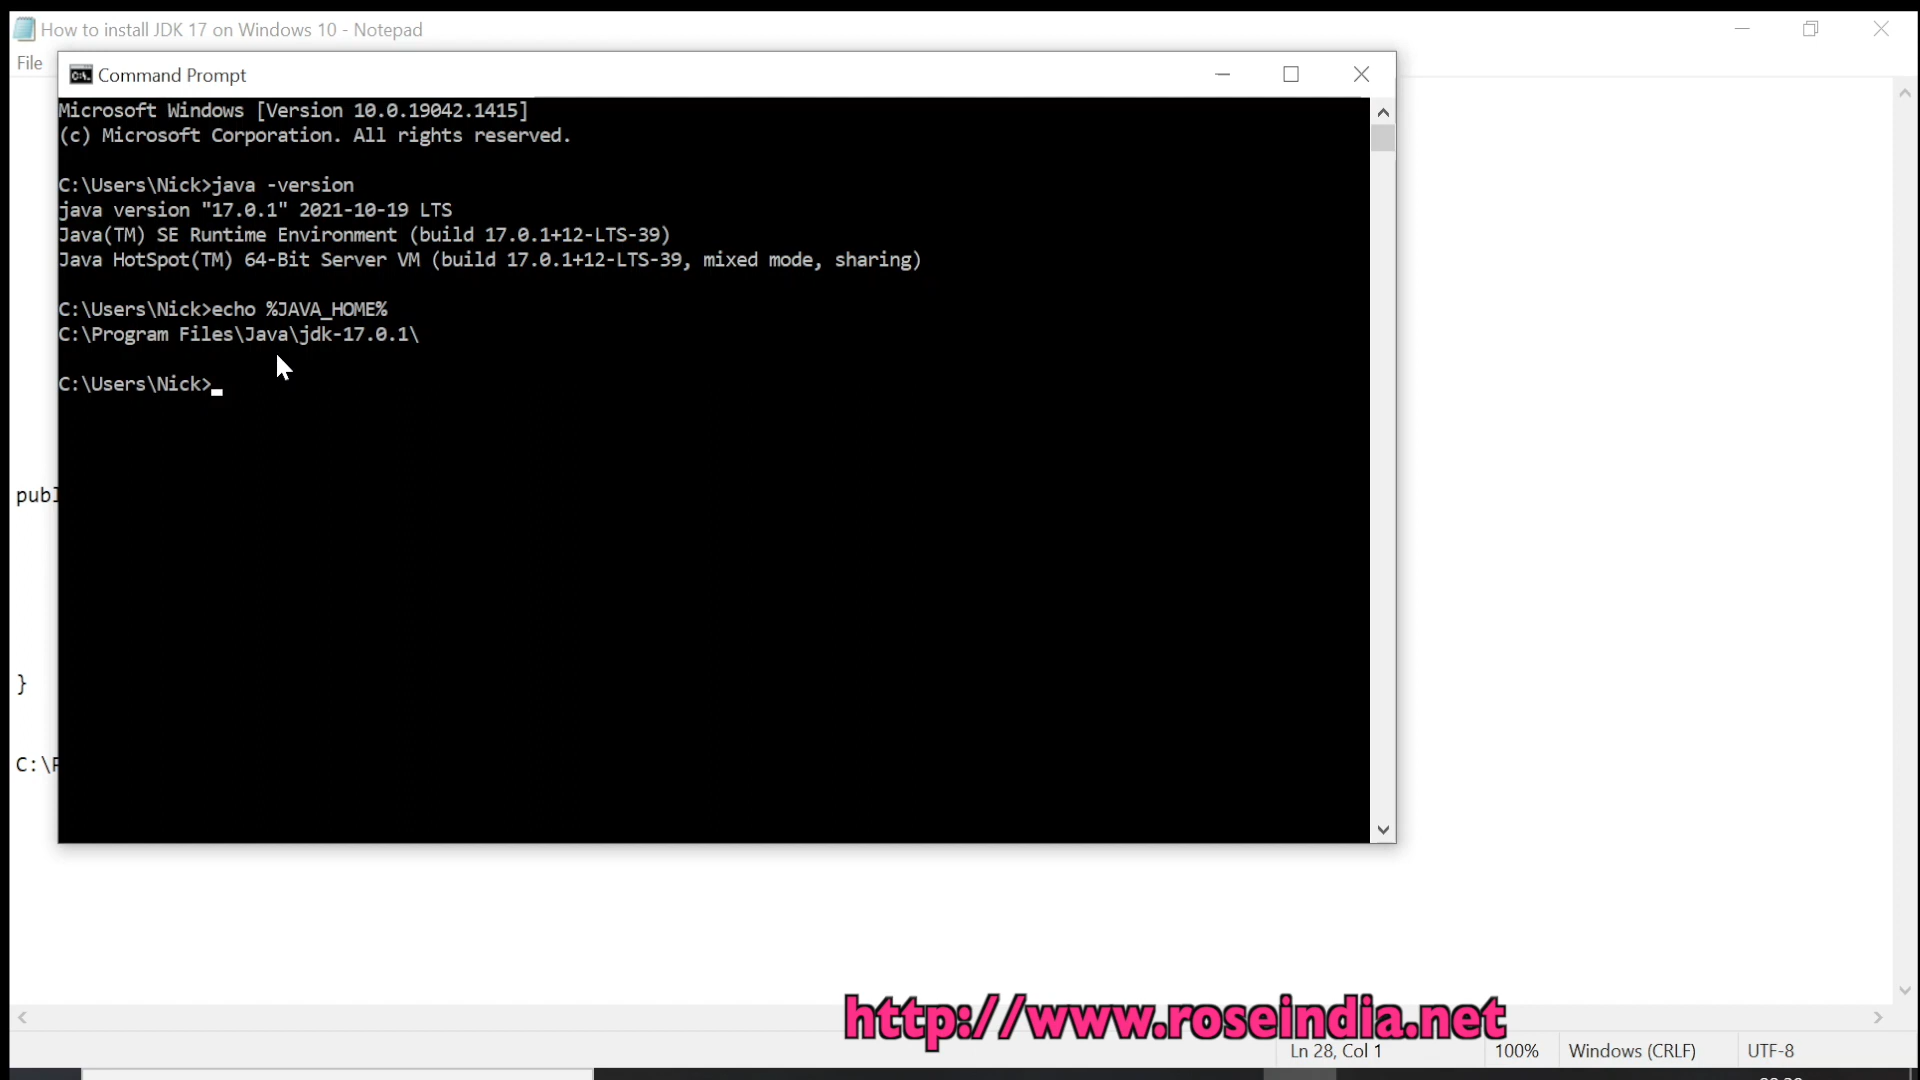 How to install JDK 17 on Windows 10 - Notepad
File
Command Prompt
Microsoft Windows [Version 10.0.19042.1415]
(c) Microsoft Corporation. All rights reserved.
C:\Users\Nick>java -version
java version "17.0.1" 2021-10-19 LTS
Java(TM) SE Runtime Environment (build 17.0.1+12-LTS-39)
Java HotSpot(TM) 64-Bit Server VM (build 17.0.1+12-LTS-39, mixed mode, sharing)
C:\Users\Nick>echo %JAVA_HOME%
C:\Program Files\Java\jdk-17.0.1\
C:\Users\Nick>
publ
}
C:\P
http://www.roseindia.net
Ln 28, Col 1
100%
Windows (CRLF)
UTF-8